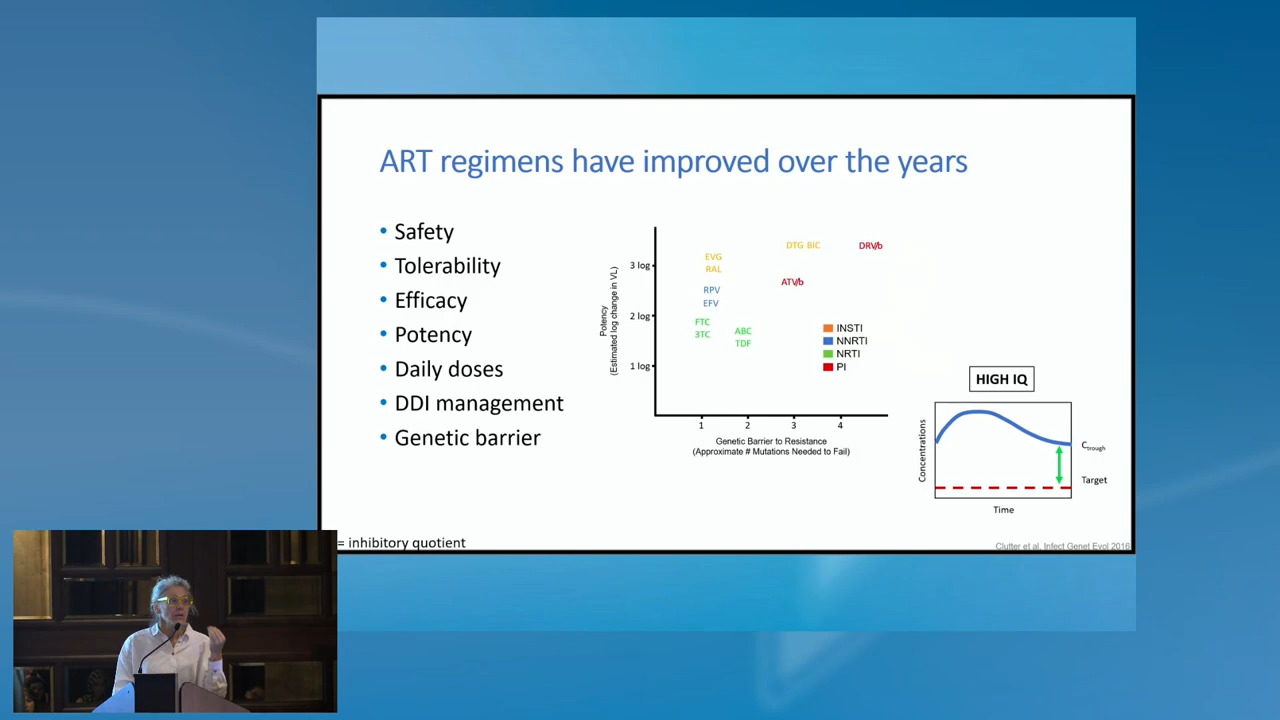 ART regimens have improved over the years
• Safety
• Tolerability
• Efficacy
• Potency
• Daily doses
• DDI management
• Genetic barrier
Potency
(Estimated log change in VL)
3 log
2 log
1 log
EVG
RAL
RPV
EFV
FTC
3TC
ABC
TDF
DTG BIC
ATV/b
DRV/b
INSTI
NNRTI
NRTI
PI
1 2 3 4
Genetic Barrier to Resistance
(Approximate # Mutations Needed to Fail)
HIGH IQ
Concentrations
Ctrough
Target
Time
= inhibitory quotient
Clutter et al. Infect Genet Evol 2016